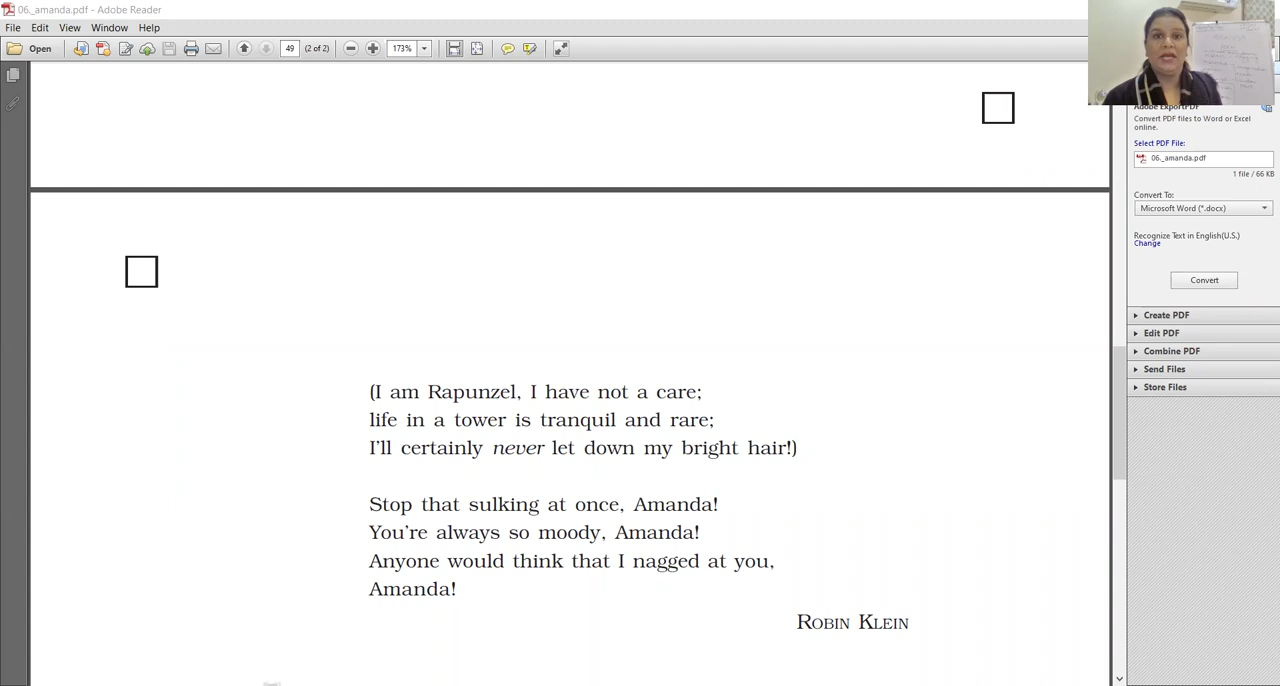 06._amanda.pdf - Adobe Reader
File Edit View Window Help
Open 49 (2 of 2) 173%
Adobe ExportPDF
Convert PDF files to Word or Excel
online.
Select PDF File:
06._amanda.pdf
1 file / 66 KB
Convert To:
Microsoft Word (*.docx)
Recognize Text in English(U.S.)
Change
Convert
Create PDF
Edit PDF
Combine PDF
Send Files
Store Files
(I am Rapunzel, I have not a care;
life in a tower is tranquil and rare;
I'll certainly never let down my bright hair!)
Stop that sulking at once, Amanda!
You're always so moody, Amanda!
Anyone would think that I nagged at you,
Amanda!
ROBIN KLEIN